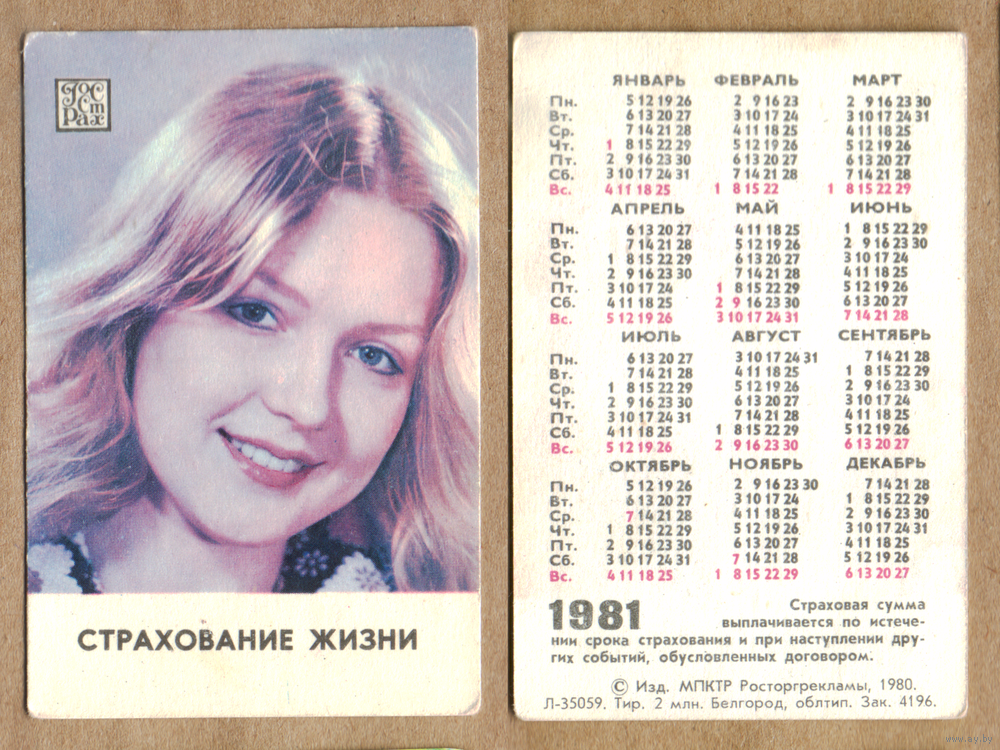 Гос
Ст
Рах
СТРАХОВАНИЕ ЖИЗНИ
ЯНВАРЬ ФЕВРАЛЬ МАРТ
Пн. 5 12 19 26 2 9 16 23 2 9 16 23 30
Вт. 6 13 20 27 3 10 17 24 3 10 17 24 31
Ср. 7 14 21 28 4 11 18 25 4 11 18 25
Чт. 1 8 15 22 29 5 12 19 26 5 12 19 26
Пт. 2 9 16 23 30 6 13 20 27 6 13 20 27
Сб. 3 10 17 24 31 7 14 21 28 7 14 21 28
Вс. 4 11 18 25 1 8 15 22 1 8 15 22 29
АПРЕЛЬ МАЙ ИЮНЬ
Пн. 6 13 20 27 4 11 18 25 1 8 15 22 29
Вт. 7 14 21 28 5 12 19 26 2 9 16 23 30
Ср. 1 8 15 22 29 6 13 20 27 3 10 17 24
Чт. 2 9 16 23 30 7 14 21 28 4 11 18 25
Пт. 3 10 17 24 1 8 15 22 29 5 12 19 26
Сб. 4 11 18 25 2 9 16 23 30 6 13 20 27
Вс. 5 12 19 26 3 10 17 24 31 7 14 21 28
ИЮЛЬ АВГУСТ СЕНТЯБРЬ
Пн. 6 13 20 27 3 10 17 24 31 7 14 21 28
Вт. 7 14 21 28 4 11 18 25 1 8 15 22 29
Ср. 1 8 15 22 29 5 12 19 26 2 9 16 23 30
Чт. 2 9 16 23 30 6 13 20 27 3 10 17 24
Пт. 3 10 17 24 31 7 14 21 28 4 11 18 25
Сб. 4 11 18 25 1 8 15 22 29 5 12 19 26
Вс. 5 12 19 26 2 9 16 23 30 6 13 20 27
ОКТЯБРЬ НОЯБРЬ ДЕКАБРЬ
Пн. 5 12 19 26 2 9 16 23 30 7 14 21 28
Вт. 6 13 20 27 3 10 17 24 1 8 15 22 29
Ср. 7 14 21 28 4 11 18 25 2 9 16 23 30
Чт. 1 8 15 22 29 5 12 19 26 3 10 17 24 31
Пт. 2 9 16 23 30 6 13 20 27 4 11 18 25
Сб. 3 10 17 24 31 7 14 21 28 5 12 19 26
Вс. 4 11 18 25 1 8 15 22 29 6 13 20 27
1981 Страховая сумма
выплачивается по истече-
нии срока страхования и при наступлении дру-
гих событий, обусловленных договором.
© Изд. МПКТР Росторгрекламы, 1980.
Л-35059. Тир. 2 млн. Белгород, облтип. Зак. 4196.